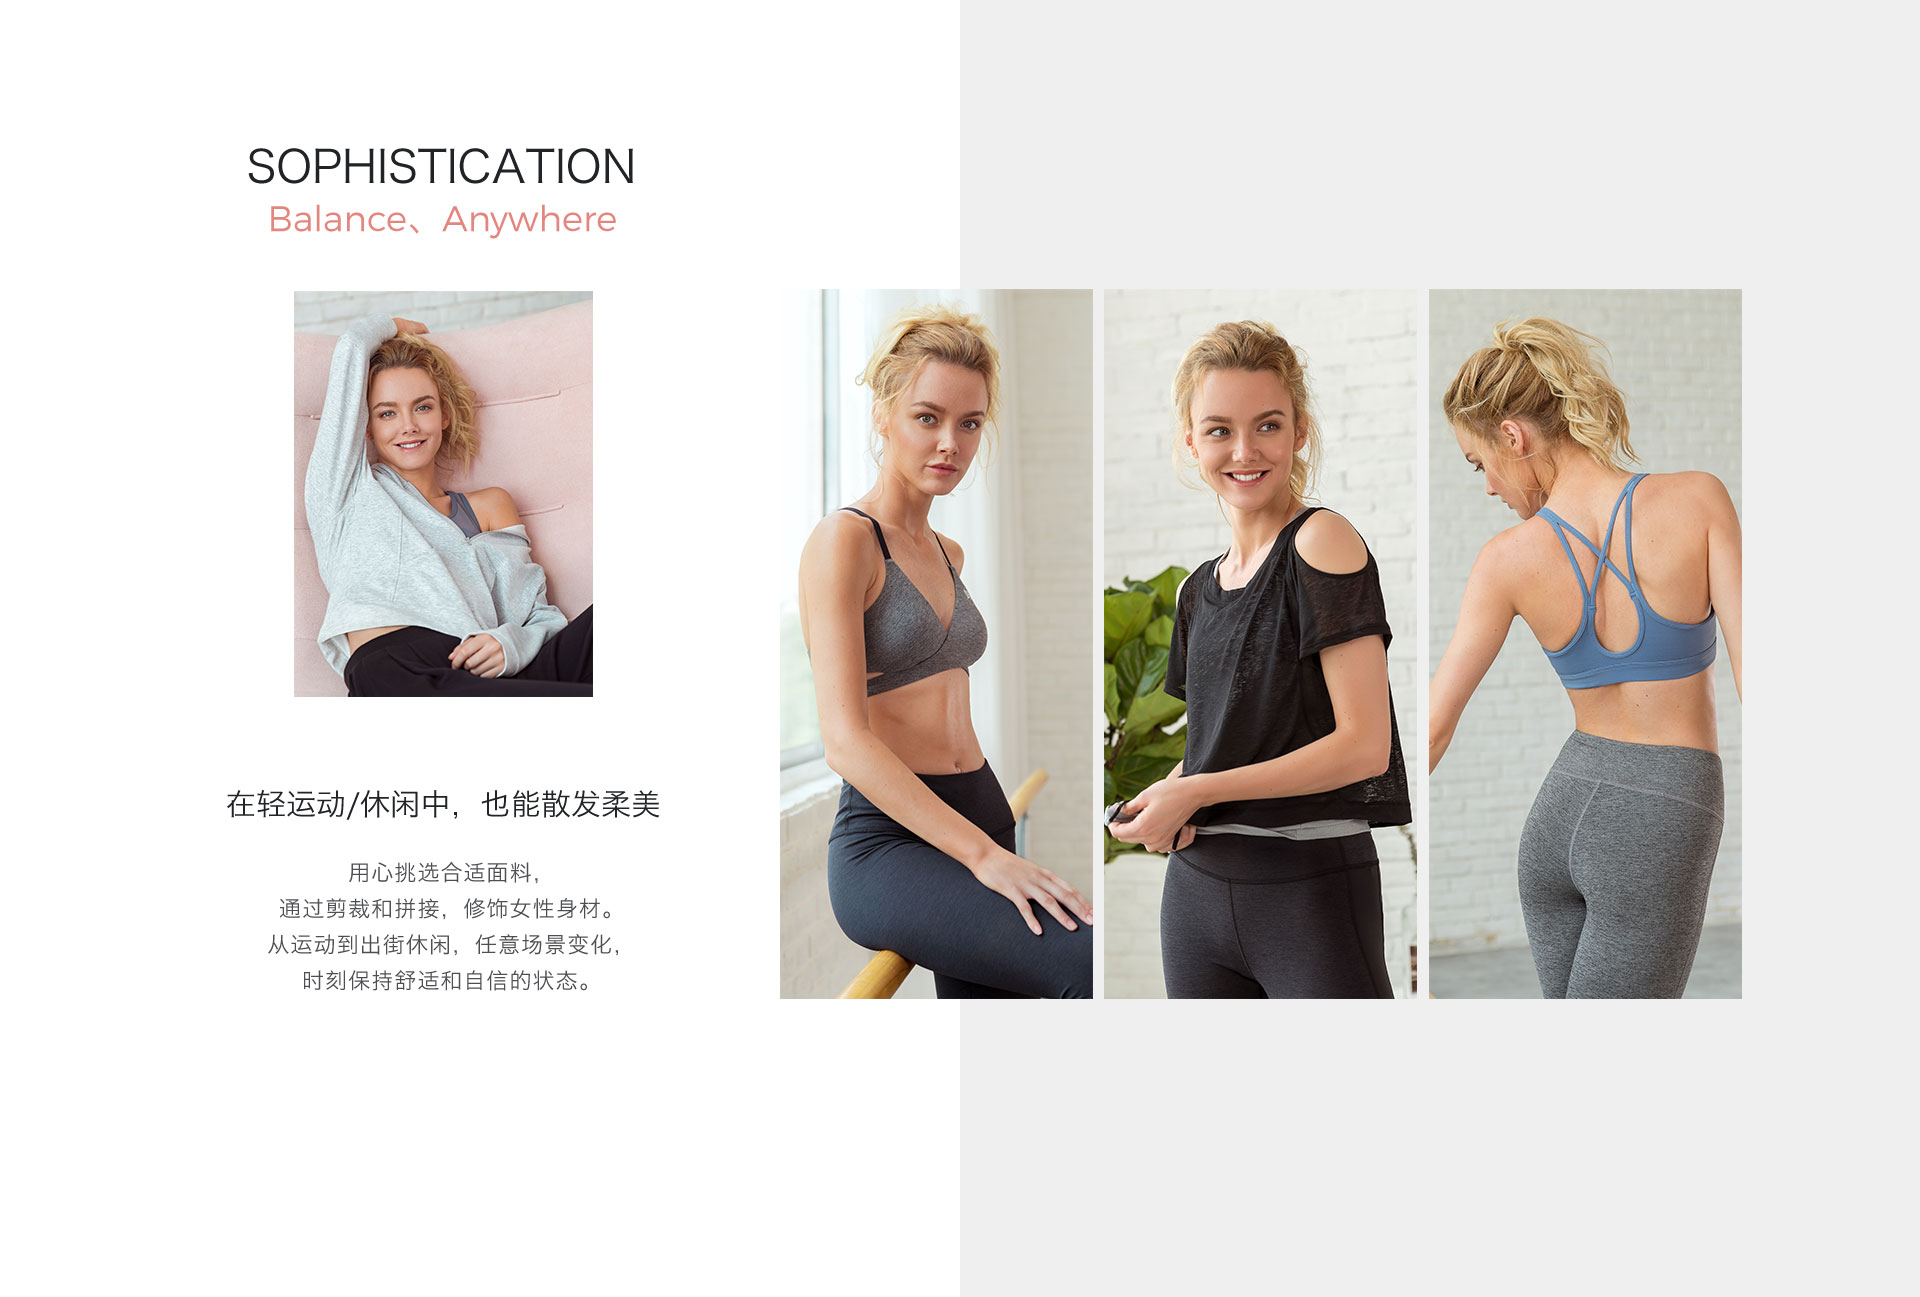 SOPHISTICATION
Balance、Anywhere
在轻运动/休闲中，也能散发柔美
用心挑选合适面料，
通过剪裁和拼接，修饰女性身材。
从运动到出街休闲，任意场景变化，
时刻保持舒适和自信的状态。